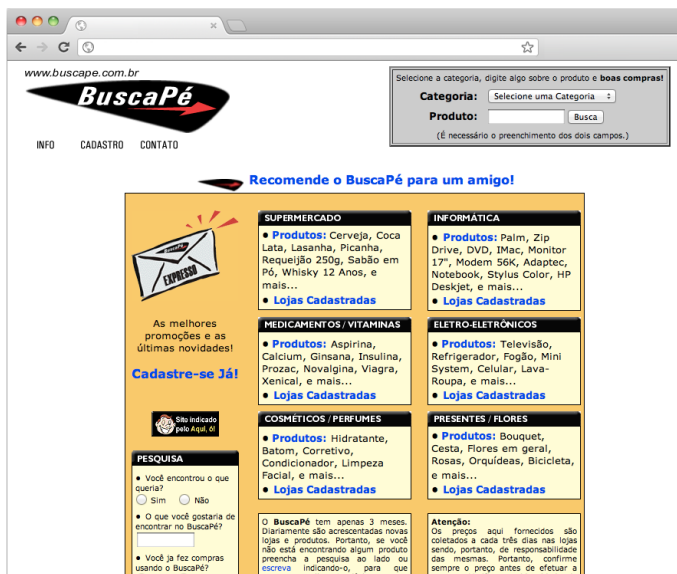 www.buscape.com.br
BuscaPé
INFO CADASTRO CONTATO
Selecione a categoria, digite algo sobre o produto e boas compras!
Categoria: Selecione uma Categoria
Produto: Busca
(É necessário o preenchimento dos dois campos.)
Recomende o BuscaPé para um amigo!
BuscaPé
EXPRESSO
As melhores
promoções e as
últimas novidades!
Cadastre-se Já!
Site indicado
pelo Aqui, ó!
PESQUISA
• Você encontrou o que
queria?
Sim Não
• O que você gostaria de
encontrar no BuscaPé?
• Você ja fez compras
usando o BuscaPé?
SUPERMERCADO
• Produtos: Cerveja, Coca
Lata, Lasanha, Picanha,
Requeijão 250g, Sabão em
Pó, Whisky 12 Anos, e
mais...
• Lojas Cadastradas
INFORMÁTICA
• Produtos: Palm, Zip
Drive, DVD, IMac, Monitor
17", Modem 56K, Adaptec,
Notebook, Stylus Color, HP
Deskjet, e mais...
• Lojas Cadastradas
MEDICAMENTOS / VITAMINAS
• Produtos: Aspirina,
Calcium, Ginsana, Insulina,
Prozac, Novalgina, Viagra,
Xenical, e mais...
• Lojas Cadastradas
ELETRO-ELETRÔNICOS
• Produtos: Televisão,
Refrigerador, Fogão, Mini
System, Celular, Lava-
Roupa, e mais...
• Lojas Cadastradas
COSMÉTICOS / PERFUMES
• Produtos: Hidratante,
Batom, Corretivo,
Condicionador, Limpeza
Facial, e mais...
• Lojas Cadastradas
PRESENTES / FLORES
• Produtos: Bouquet,
Cesta, Flores em geral,
Rosas, Orquídeas, Bicicleta,
e mais...
• Lojas Cadastradas
O BuscaPé tem apenas 3 meses.
Diariamente são acrescentadas novas
lojas e produtos. Portanto, se você
não está encontrando algum produto
preencha a pesquisa ao lado ou
escreva indicando-o, para que
Atenção:
Os preços aqui fornecidos são
coletados a cada três dias nas lojas
sendo, portanto, de responsabilidade
das mesmas. Portanto, confirme
sempre o preço antes de efetuar a